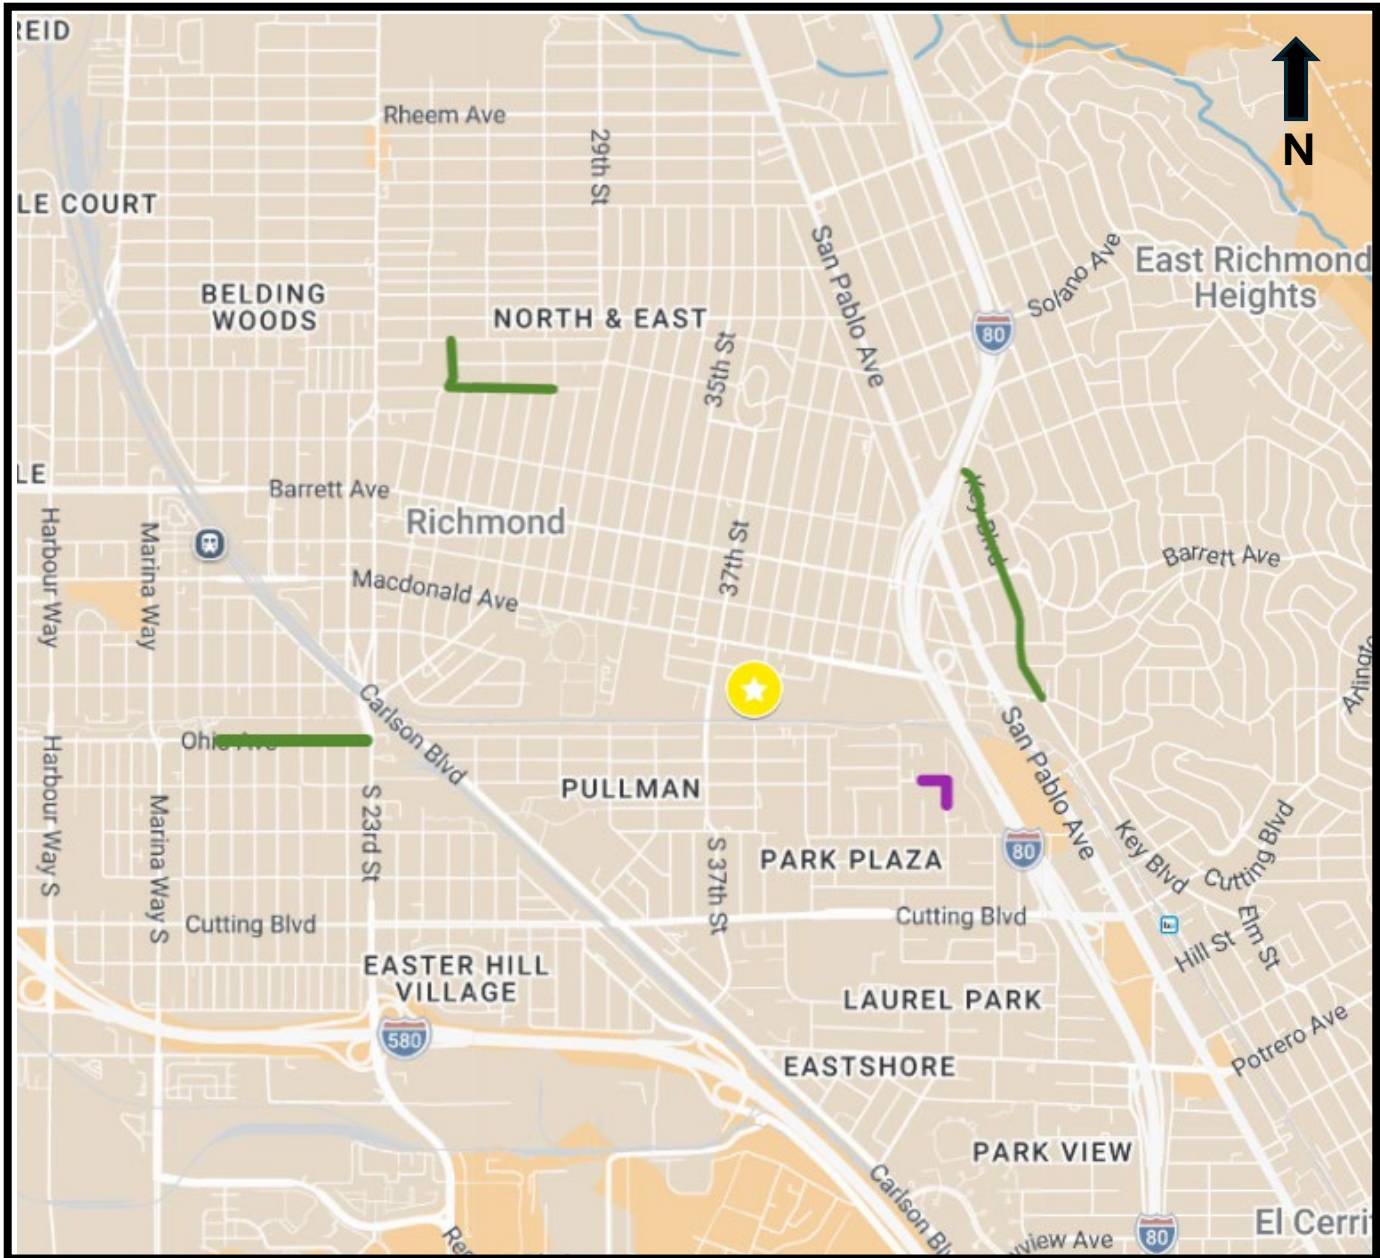 REID
N
Rheem Ave
29th St
LE COURT
San Pablo Ave
Solano Ave
East Richmond
Heights
BELDING
WOODS
NORTH & EAST
80
35th St
LE
Barrett Ave
Richmond
Key Blvd
Harbour Way
Marina Way
37th St
Barrett Ave
Macdonald Ave
Carlson Blvd
Ohio Ave
San Pablo Ave
Harbour Way S
Marina Way S
S 23rd St
PULLMAN
S 37th St
PARK PLAZA
80
Key Blvd
Cutting Blvd
Cutting Blvd
Cutting Blvd
Elm St
Hill St
EASTER HILL
VILLAGE
LAUREL PARK
580
EASTSHORE
Potrero Ave
PARK VIEW
Carlson Bl
El Cerri
view Ave
80